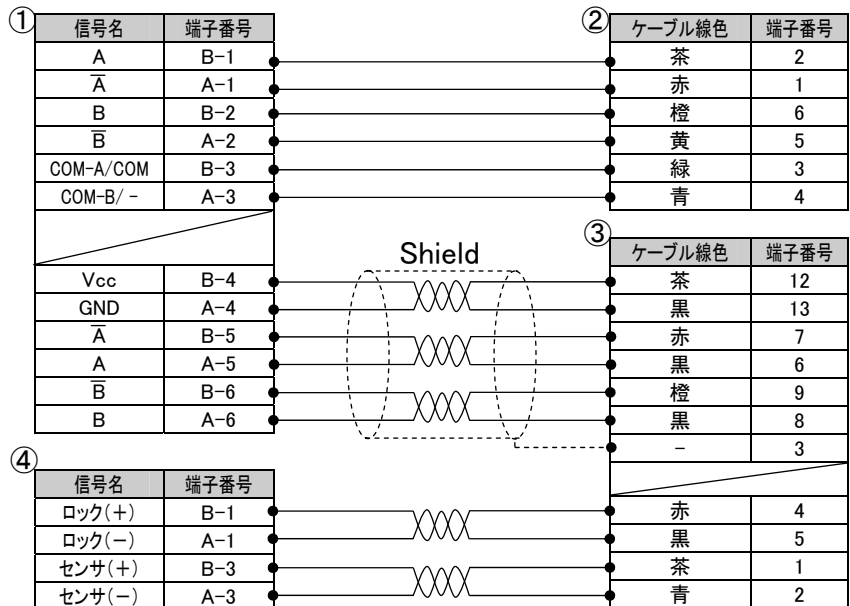 ①
信号名 端子番号
A B-1
A̅ A-1
B B-2
B̅ A-2
COM-A/COM B-3
COM-B/ - A-3
Vcc B-4
GND A-4
A̅ B-5
A A-5
B̅ B-6
B A-6
②
ケーブル線色 端子番号
茶 2
赤 1
橙 6
黄 5
緑 3
青 4
Shield
③
ケーブル線色 端子番号
茶 12
黒 13
赤 7
黒 6
橙 9
黒 8
- 3
赤 4
黒 5
茶 1
青 2
④
信号名 端子番号
ロック(+) B-1
ロック(-) A-1
センサ(+) B-3
センサ(-) A-3